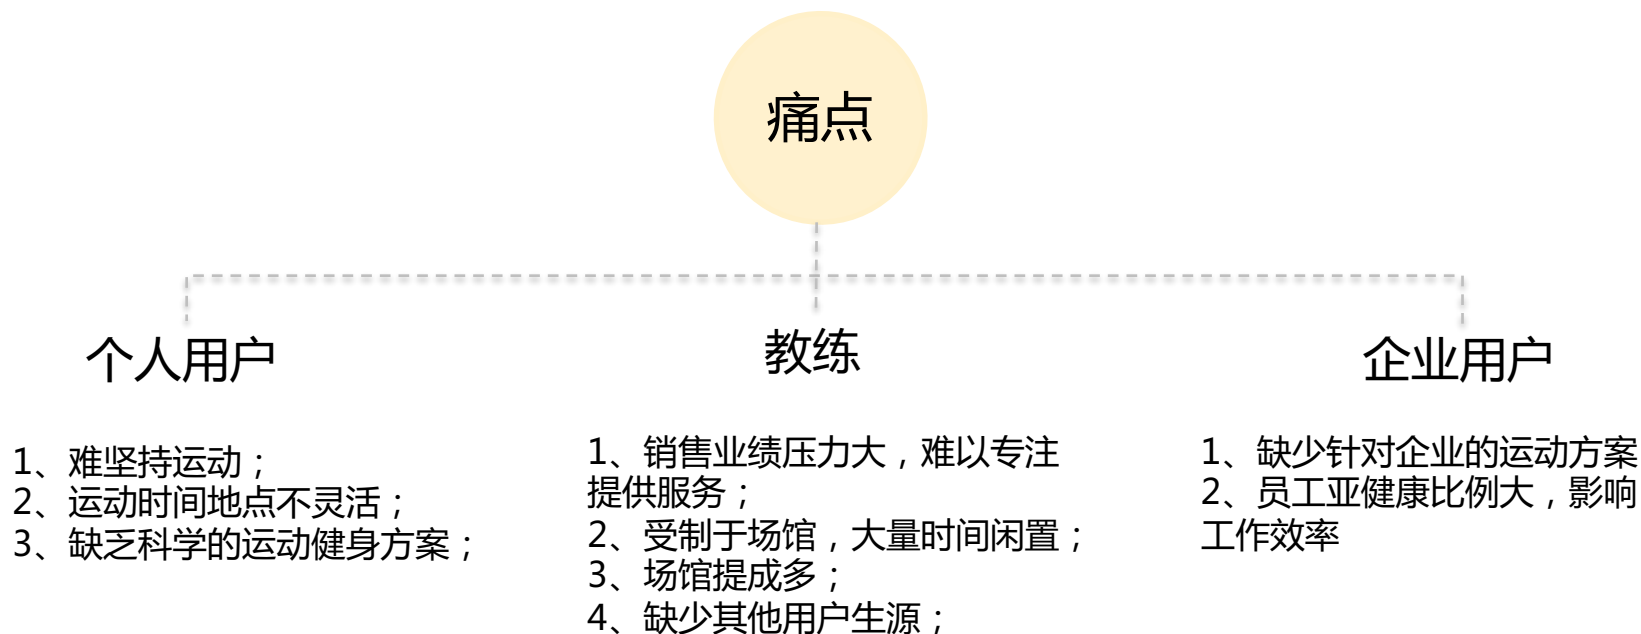 痛点
个人用户
1、难坚持运动；
2、运动时间地点不灵活；
3、缺乏科学的运动健身方案；
教练
1、销售业绩压力大，难以专注
提供服务；
2、受制于场馆，大量时间闲置；
3、场馆提成多；
4、缺少其他用户生源；
企业用户
1、缺少针对企业的运动方案
2、员工亚健康比例大，影响
工作效率